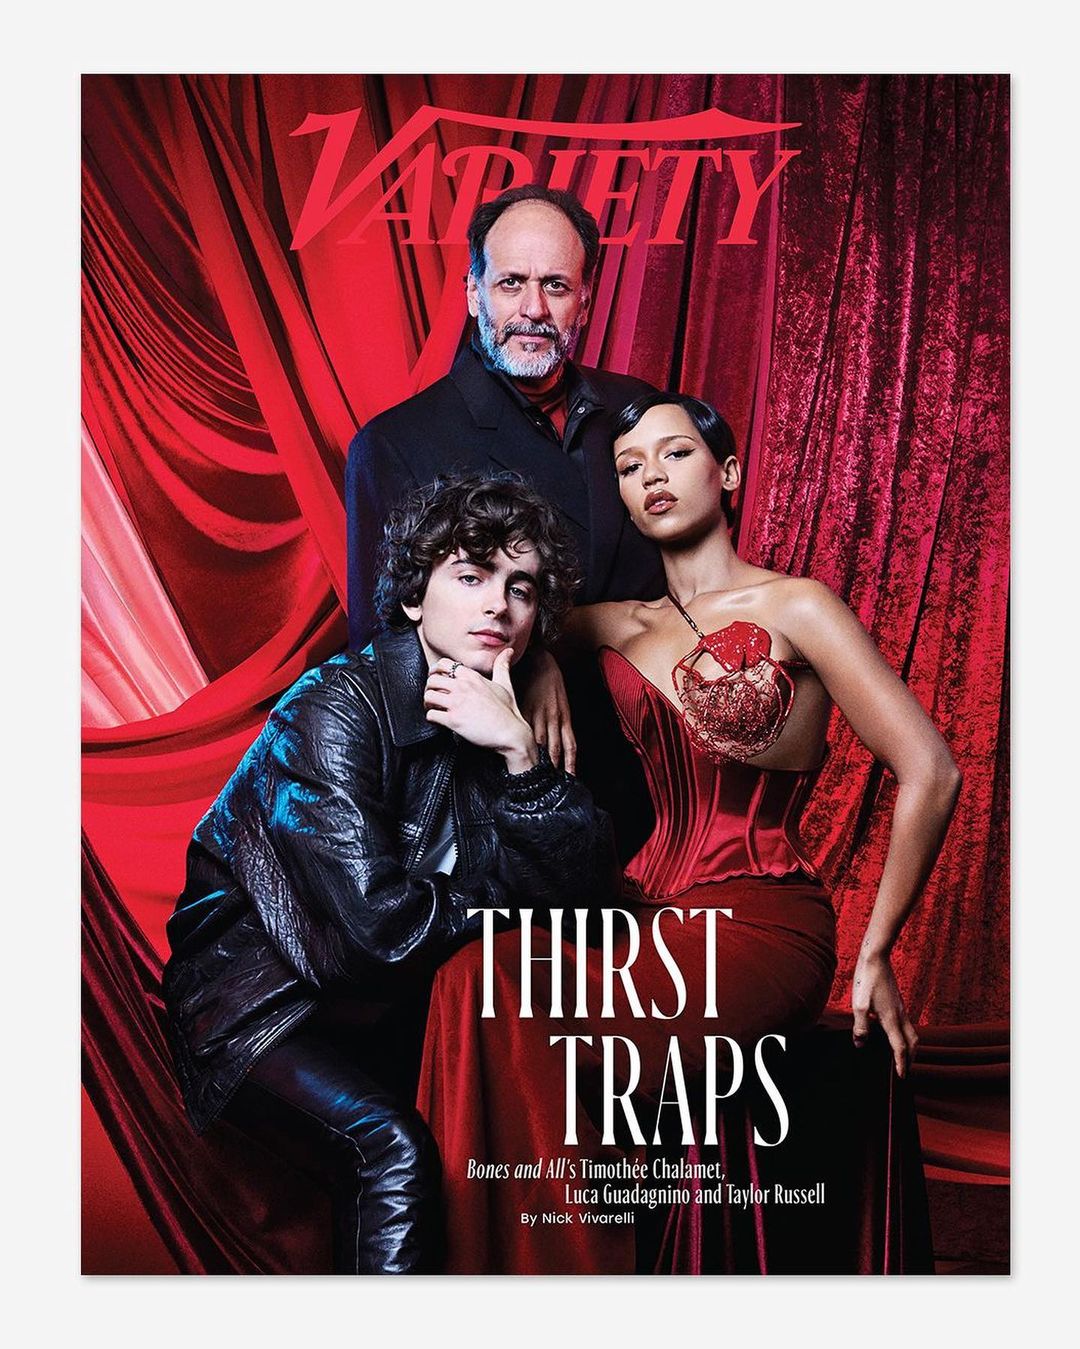 VARIETY
THIRST
TRAPS
Bones and All's Timothée Chalamet,
Luca Guadagnino and Taylor Russell
By Nick Vivarelli